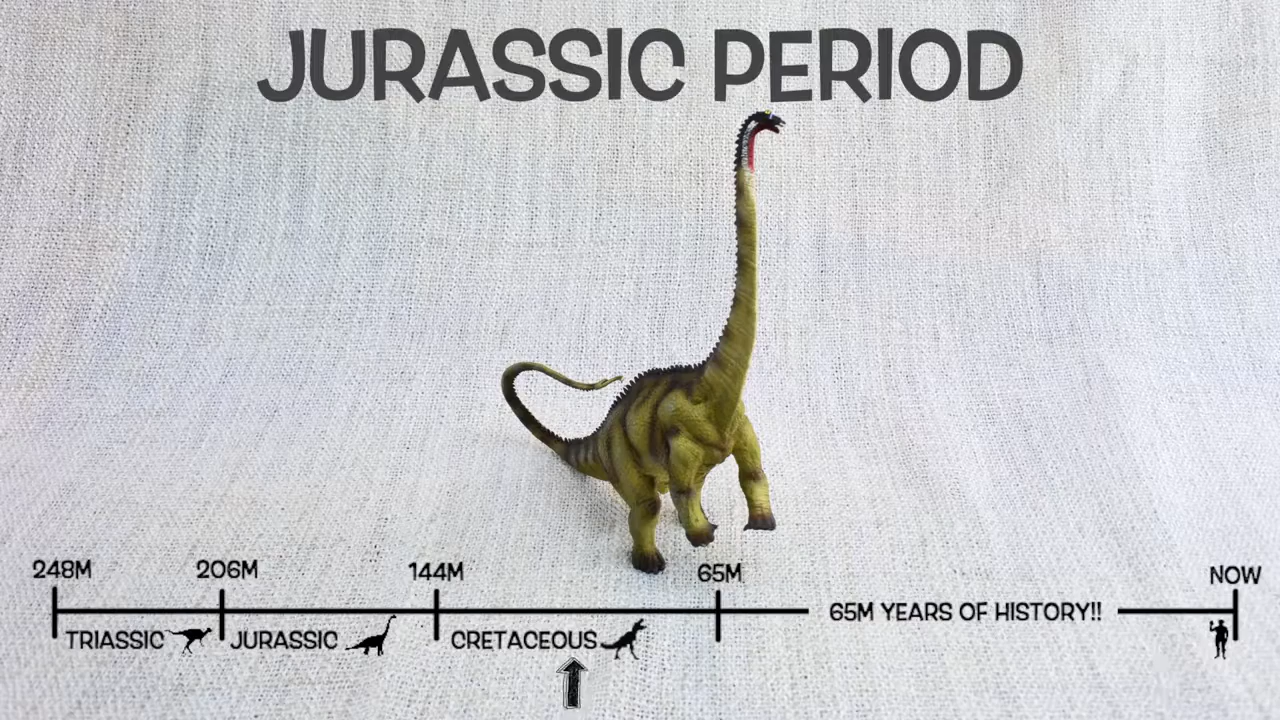 JURASSIC PERIOD
248M 206M 144M 65M NOW
65M YEARS OF HISTORY!!
TRIASSIC JURASSIC CRETACEOUS